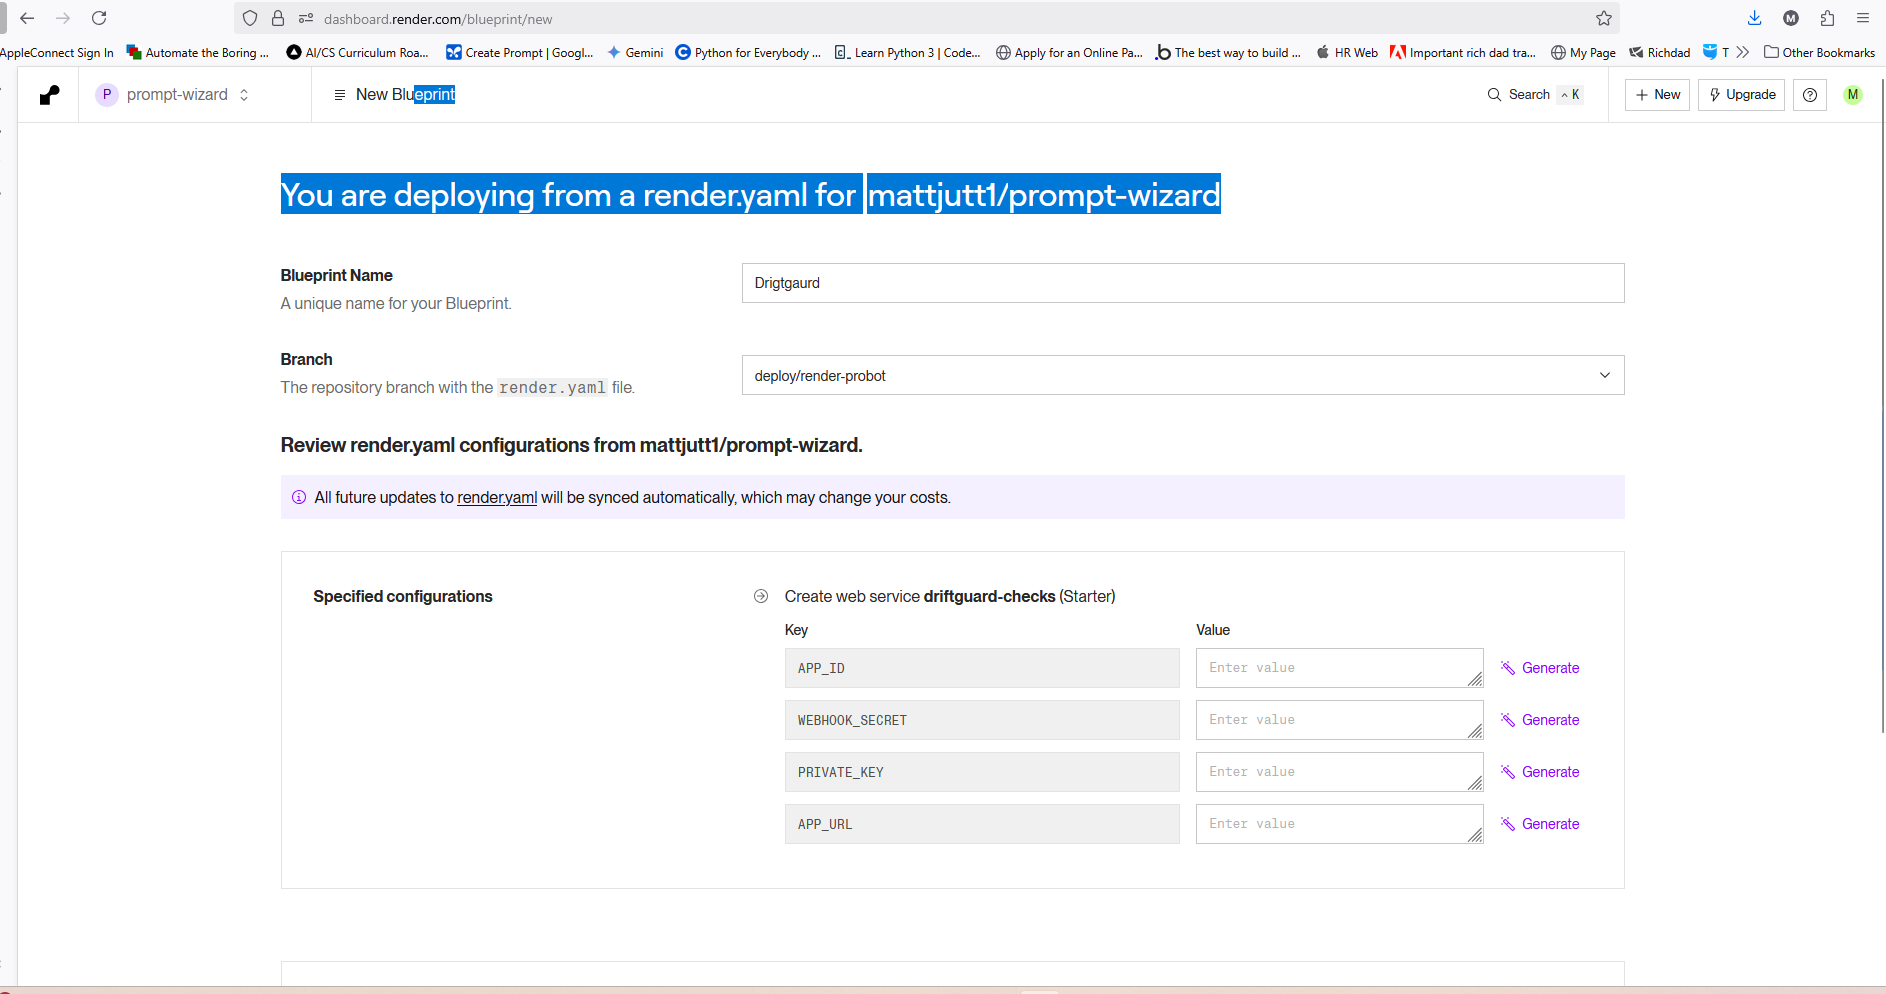 dashboard.render.com/blueprint/new
M
AppleConnect Sign In
Automate the Boring ...
AI/CS Curriculum Roa...
Create Prompt | Googl...
Gemini
Python for Everybody ...
Learn Python 3 | Code...
Apply for an Online Pa...
The best way to build ...
HR Web
Important rich dad tra...
My Page
Richdad
T
Other Bookmarks
P prompt-wizard
New Blueprint
Search ^ K
+ New
Upgrade
M
You are deploying from a render.yaml for mattjutt1/prompt-wizard
Blueprint Name
A unique name for your Blueprint.
Drigtgaurd
Branch
The repository branch with the render.yaml file.
deploy/render-probot
Review render.yaml configurations from mattjutt1/prompt-wizard.
All future updates to render.yaml will be synced automatically, which may change your costs.
Specified configurations
Create web service driftguard-checks (Starter)
Key Value
APP_ID Enter value Generate
WEBHOOK_SECRET Enter value Generate
PRIVATE_KEY Enter value Generate
APP_URL Enter value Generate